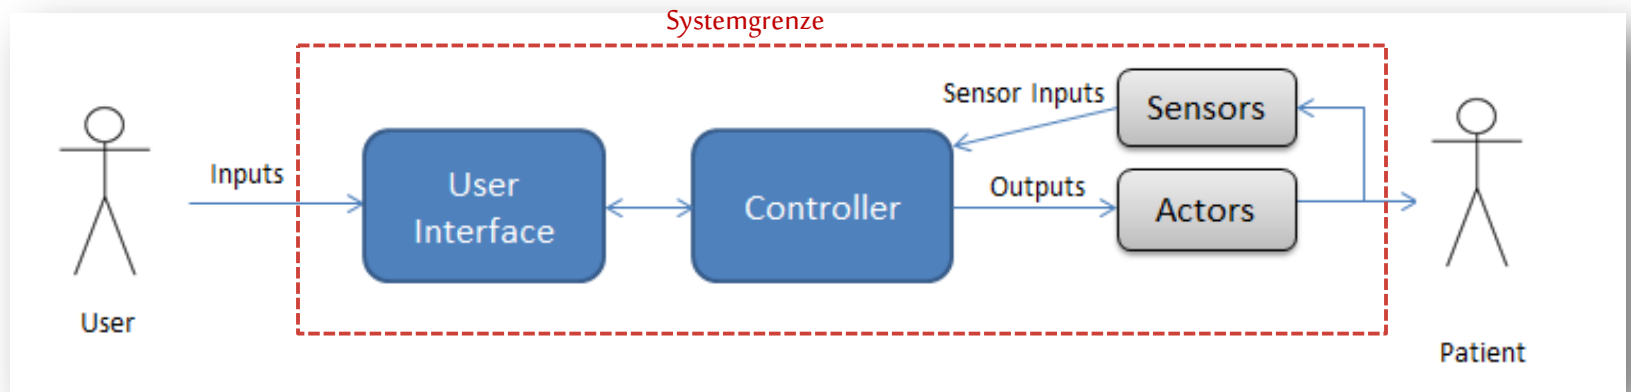 Systemgrenze
Sensor Inputs
Sensors
Inputs
User
Interface
Controller
Outputs
Actors
User
Patient